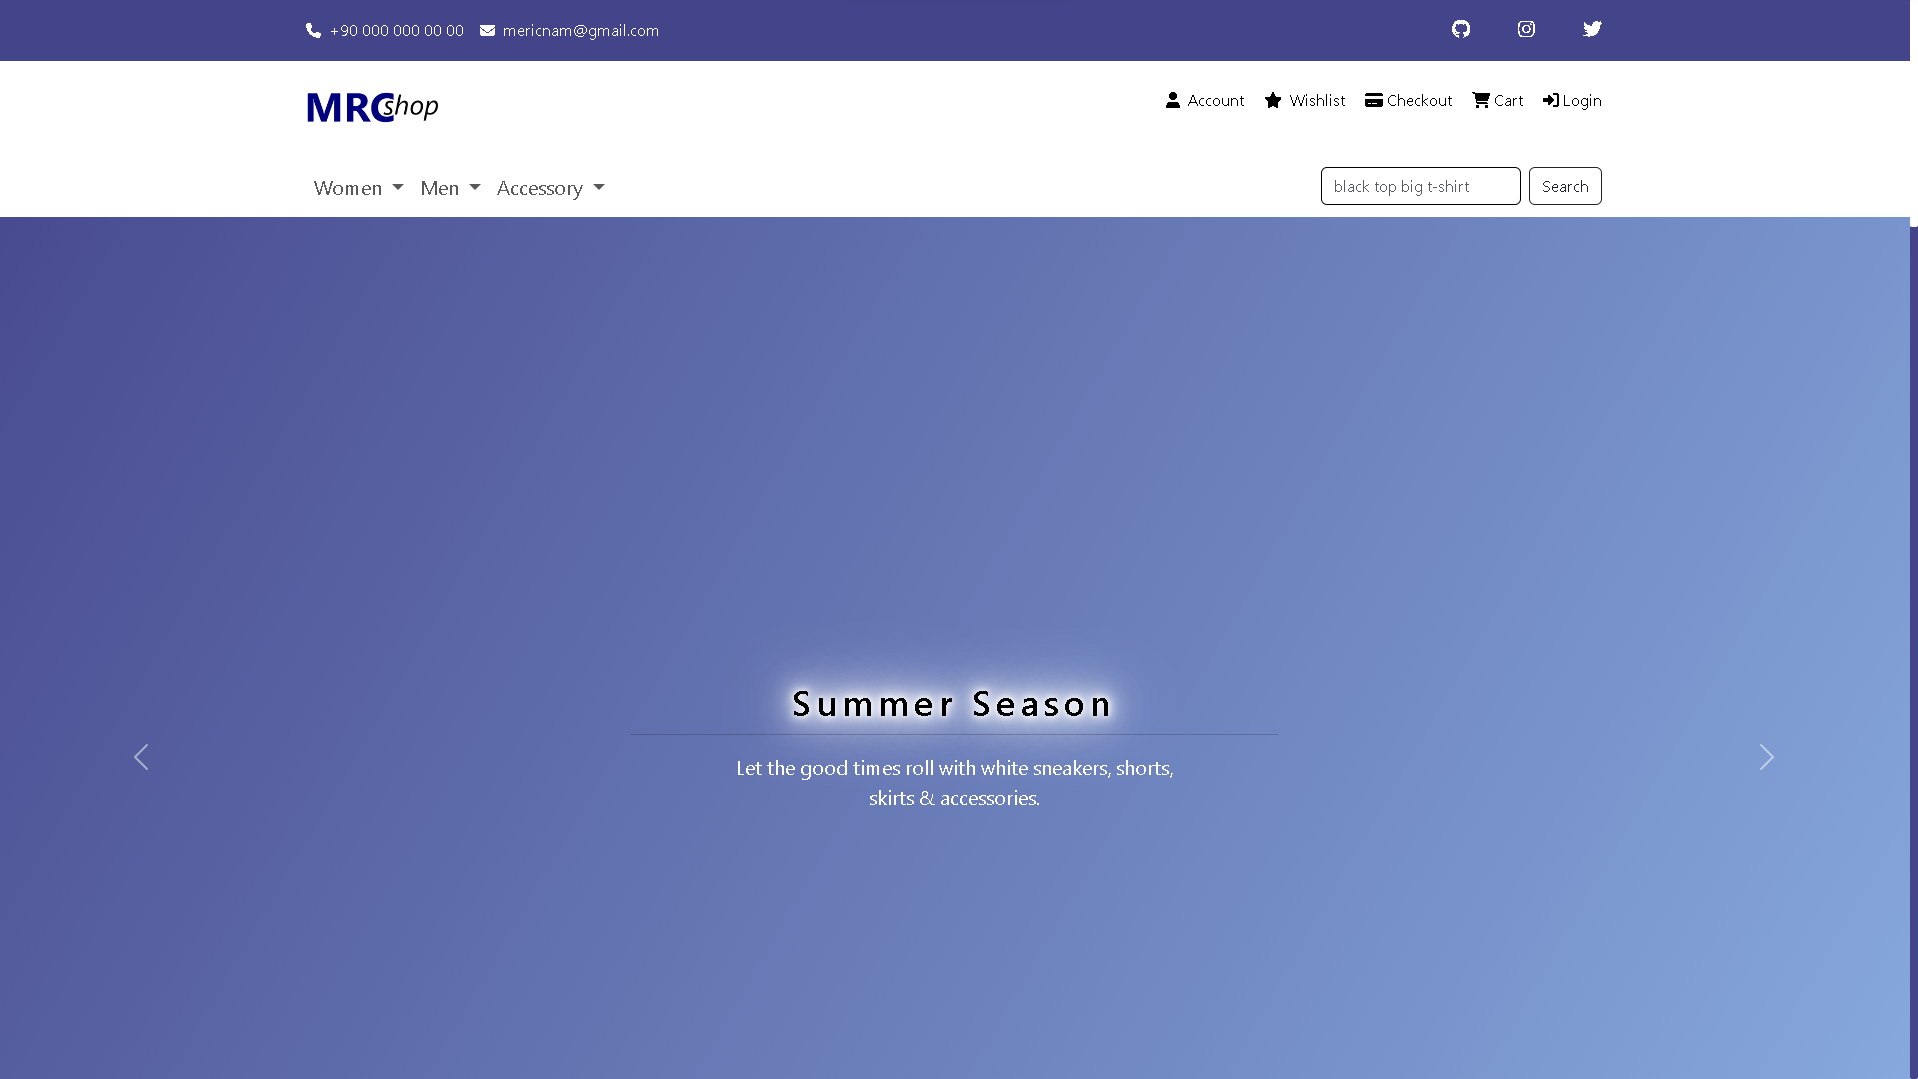 +90 000 000 00 00 mericnam@gmail.com
MRC shop
Account Wishlist Checkout Cart Login
Women Men Accessory
black top big t-shirt Search
Summer Season
Let the good times roll with white sneakers, shorts,
skirts & accessories.